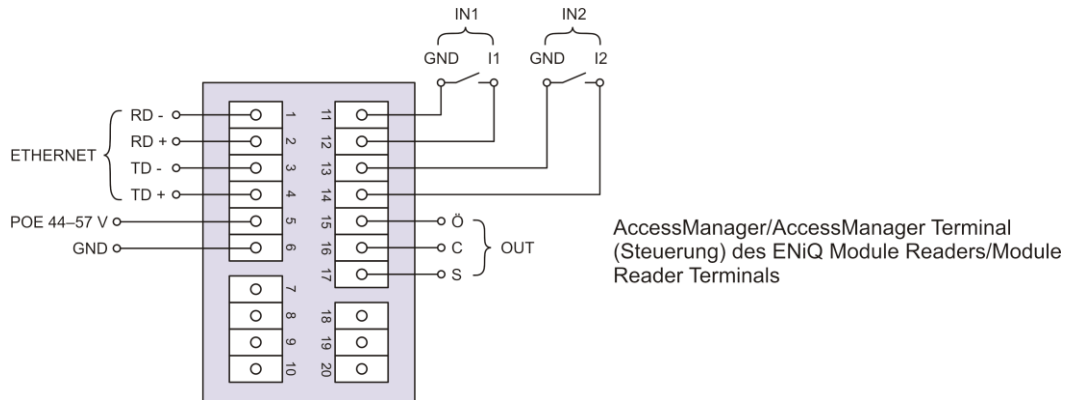 IN1 IN2
GND I1 GND I2
RD - 1 11
RD + 2 12
ETHERNET
TD - 3 13
TD + 4 14
POE 44–57 V 5 15 Ö
GND 6 16 C OUT
17 S
7
8 18
9 19
10 20
AccessManager/AccessManager Terminal
(Steuerung) des ENiQ Module Readers/Module
Reader Terminals